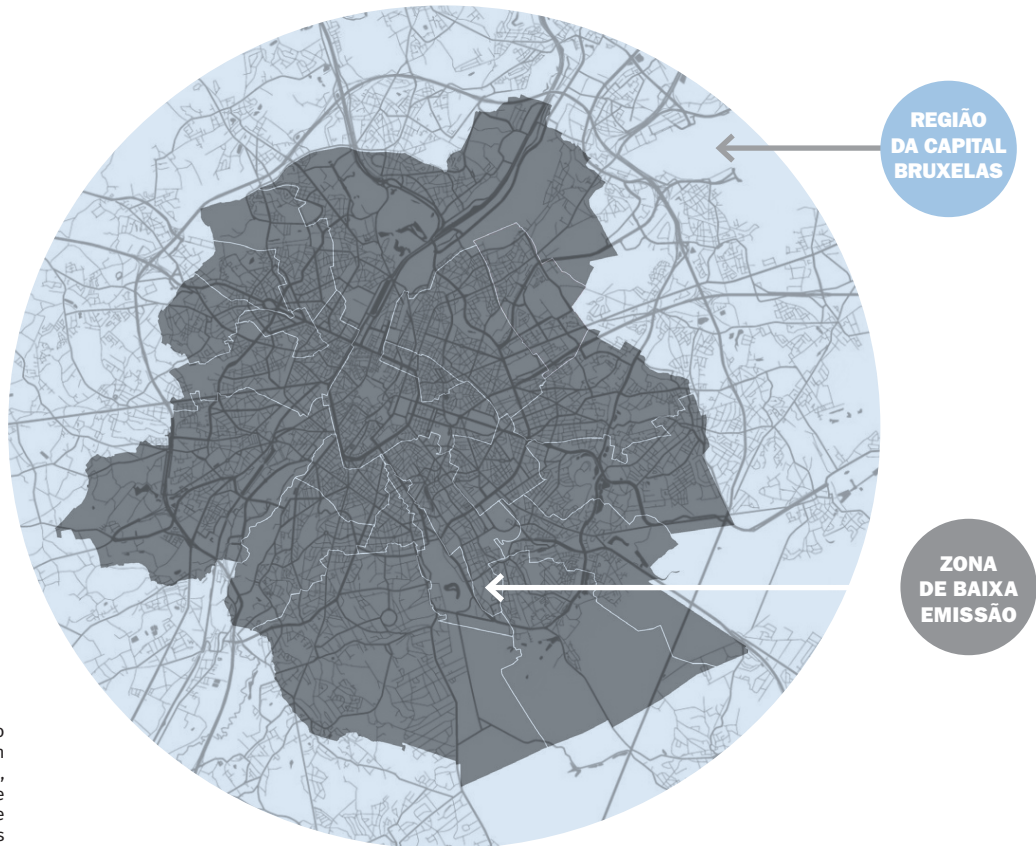 REGIÃO
DA CAPITAL
BRUXELAS
ZONA
DE BAIXA
EMISSÃO